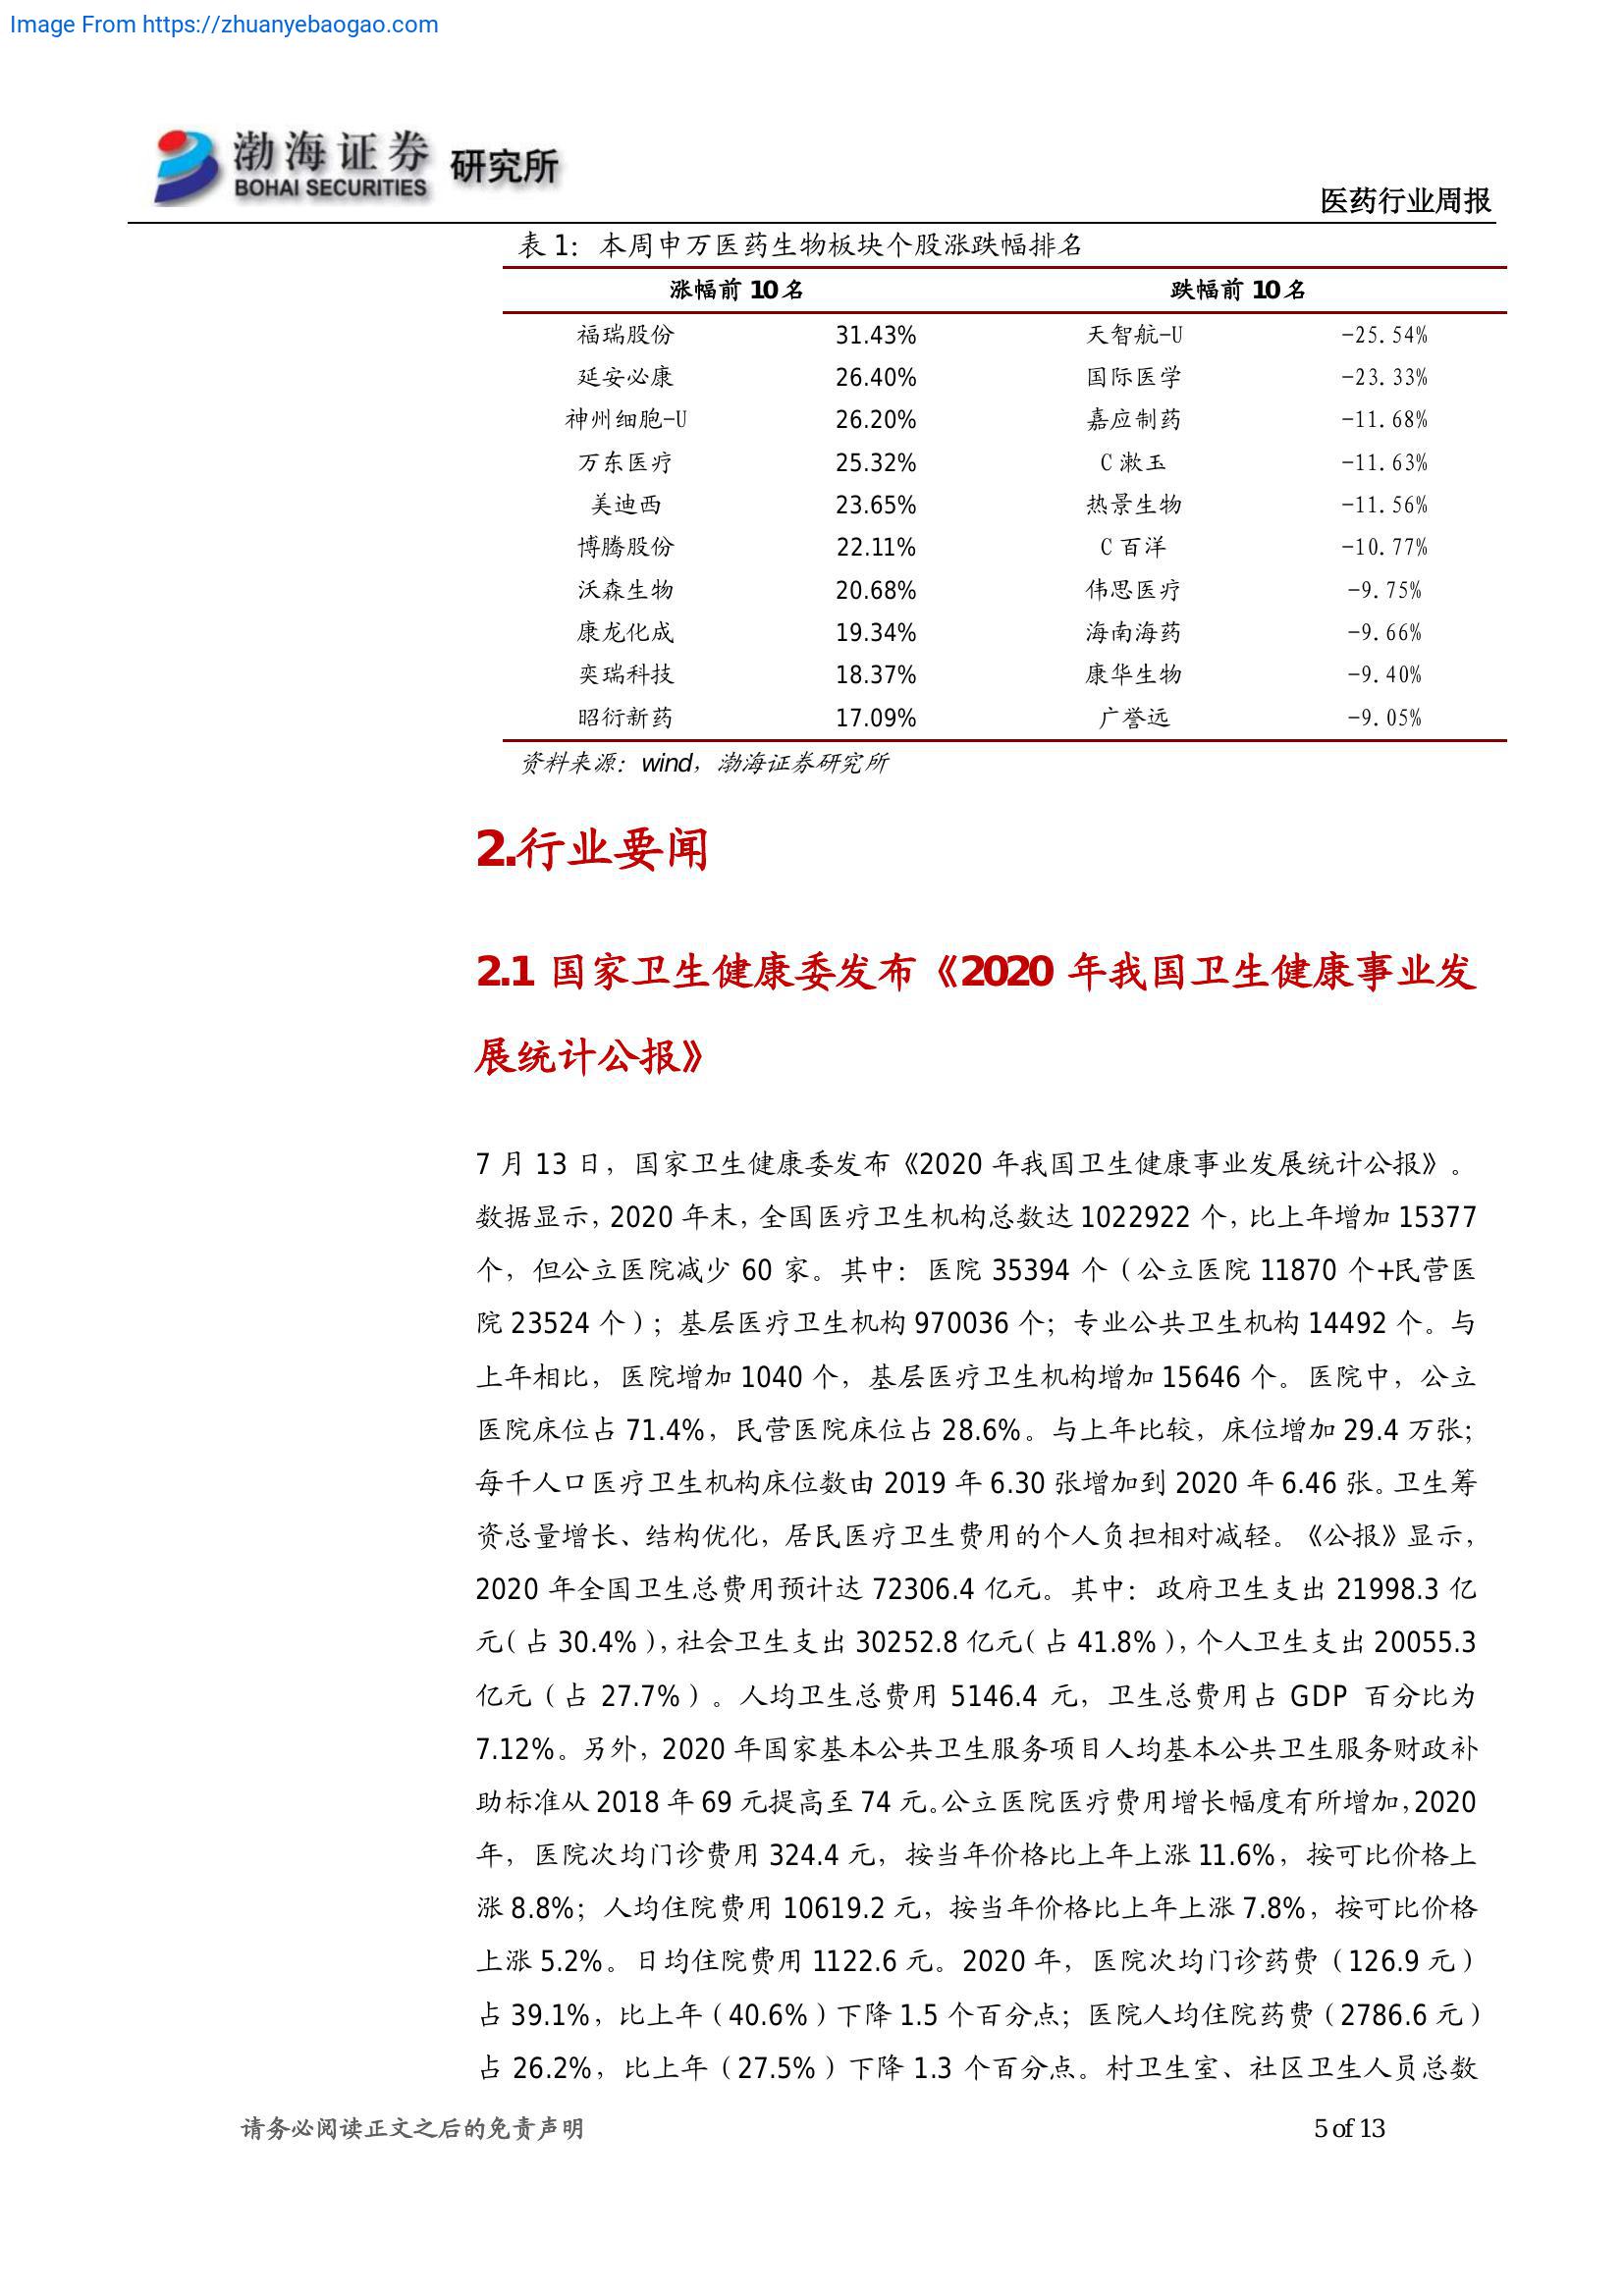 Image From https://zhuanyebaogao.com
渤海证券 研究所
BOHAI SECURITIES
医药行业周报
表 1：本周申万医药生物板块个股涨跌幅排名
涨幅前 10 名 跌幅前 10 名
福瑞股份 31.43% 天智航-U -25.54%
延安必康 26.40% 国际医学 -23.33%
神州细胞-U 26.20% 嘉应制药 -11.68%
万东医疗 25.32% C 漱玉 -11.63%
美迪西 23.65% 热景生物 -11.56%
博腾股份 22.11% C 百洋 -10.77%
沃森生物 20.68% 伟思医疗 -9.75%
康龙化成 19.34% 海南海药 -9.66%
奕瑞科技 18.37% 康华生物 -9.40%
昭衍新药 17.09% 广誉远 -9.05%
资料来源：wind，渤海证券研究所
2.行业要闻
2.1 国家卫生健康委发布《2020 年我国卫生健康事业发
展统计公报》
7 月 13 日，国家卫生健康委发布《2020 年我国卫生健康事业发展统计公报》。
数据显示，2020 年末，全国医疗卫生机构总数达 1022922 个，比上年增加 15377
个，但公立医院减少 60 家。其中：医院 35394 个（公立医院 11870 个+民营医
院 23524 个）；基层医疗卫生机构 970036 个；专业公共卫生机构 14492 个。与
上年相比，医院增加 1040 个，基层医疗卫生机构增加 15646 个。医院中，公立
医院床位占 71.4%，民营医院床位占 28.6%。与上年比较，床位增加 29.4 万张；
每千人口医疗卫生机构床位数由 2019 年 6.30 张增加到 2020 年 6.46 张。卫生筹
资总量增长、结构优化，居民医疗卫生费用的个人负担相对减轻。《公报》显示，
2020 年全国卫生总费用预计达 72306.4 亿元。其中：政府卫生支出 21998.3 亿
元（占 30.4%），社会卫生支出 30252.8 亿元（占 41.8%），个人卫生支出 20055.3
亿元（占 27.7%）。人均卫生总费用 5146.4 元，卫生总费用占 GDP 百分比为
7.12%。另外，2020 年国家基本公共卫生服务项目人均基本公共卫生服务财政补
助标准从 2018 年 69 元提高至 74 元。公立医院医疗费用增长幅度有所增加，2020
年，医院次均门诊费用 324.4 元，按当年价格比上年上涨 11.6%，按可比价格上
涨 8.8%；人均住院费用 10619.2 元，按当年价格比上年上涨 7.8%，按可比价格
上涨 5.2%。日均住院费用 1122.6 元。2020 年，医院次均门诊药费（126.9 元）
占 39.1%，比上年（40.6%）下降 1.5 个百分点；医院人均住院药费（2786.6 元）
占 26.2%，比上年（27.5%）下降 1.3 个百分点。村卫生室、社区卫生人员总数
请务必阅读正文之后的免责声明 5 of 13